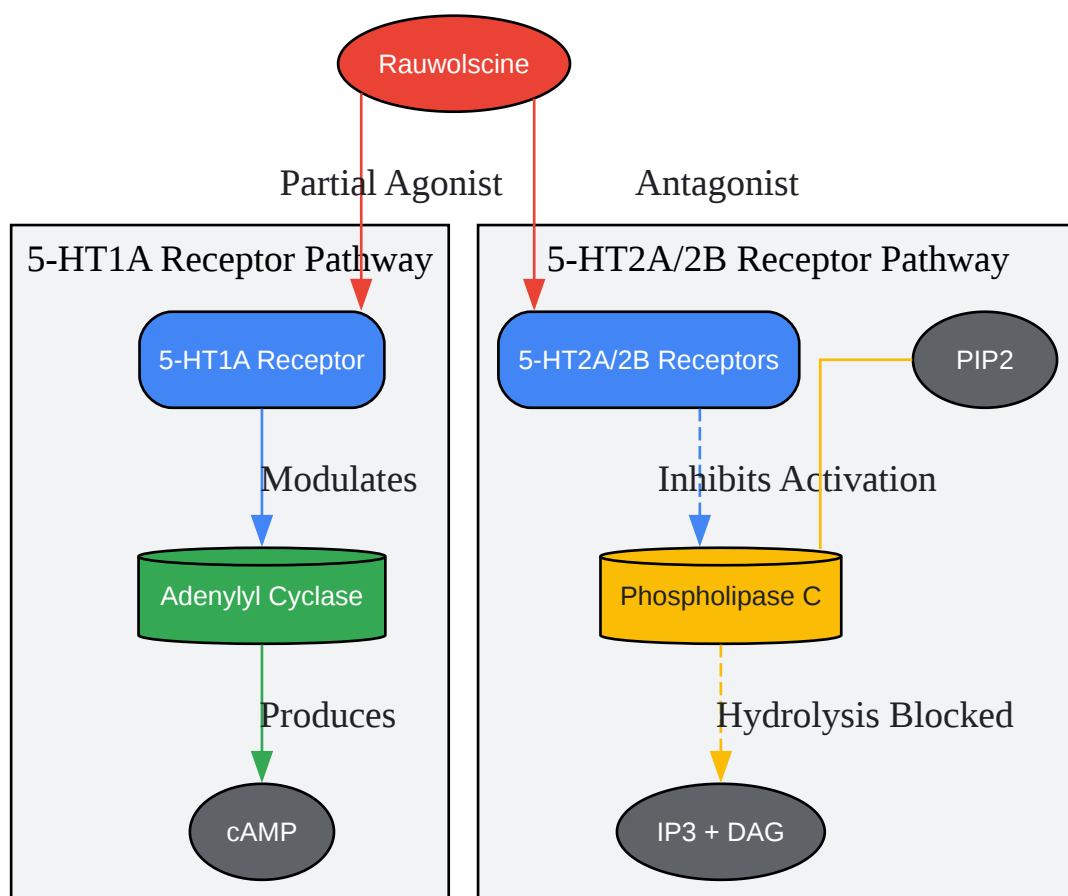 Rauwolscine
Partial Agonist
Antagonist
5-HT1A Receptor Pathway
5-HT2A/2B Receptor Pathway
5-HT1A Receptor
5-HT2A/2B Receptors
PIP2
Modulates
Inhibits Activation
Adenylyl Cyclase
Phospholipase C
Produces
Hydrolysis Blocked
cAMP
IP3 + DAG